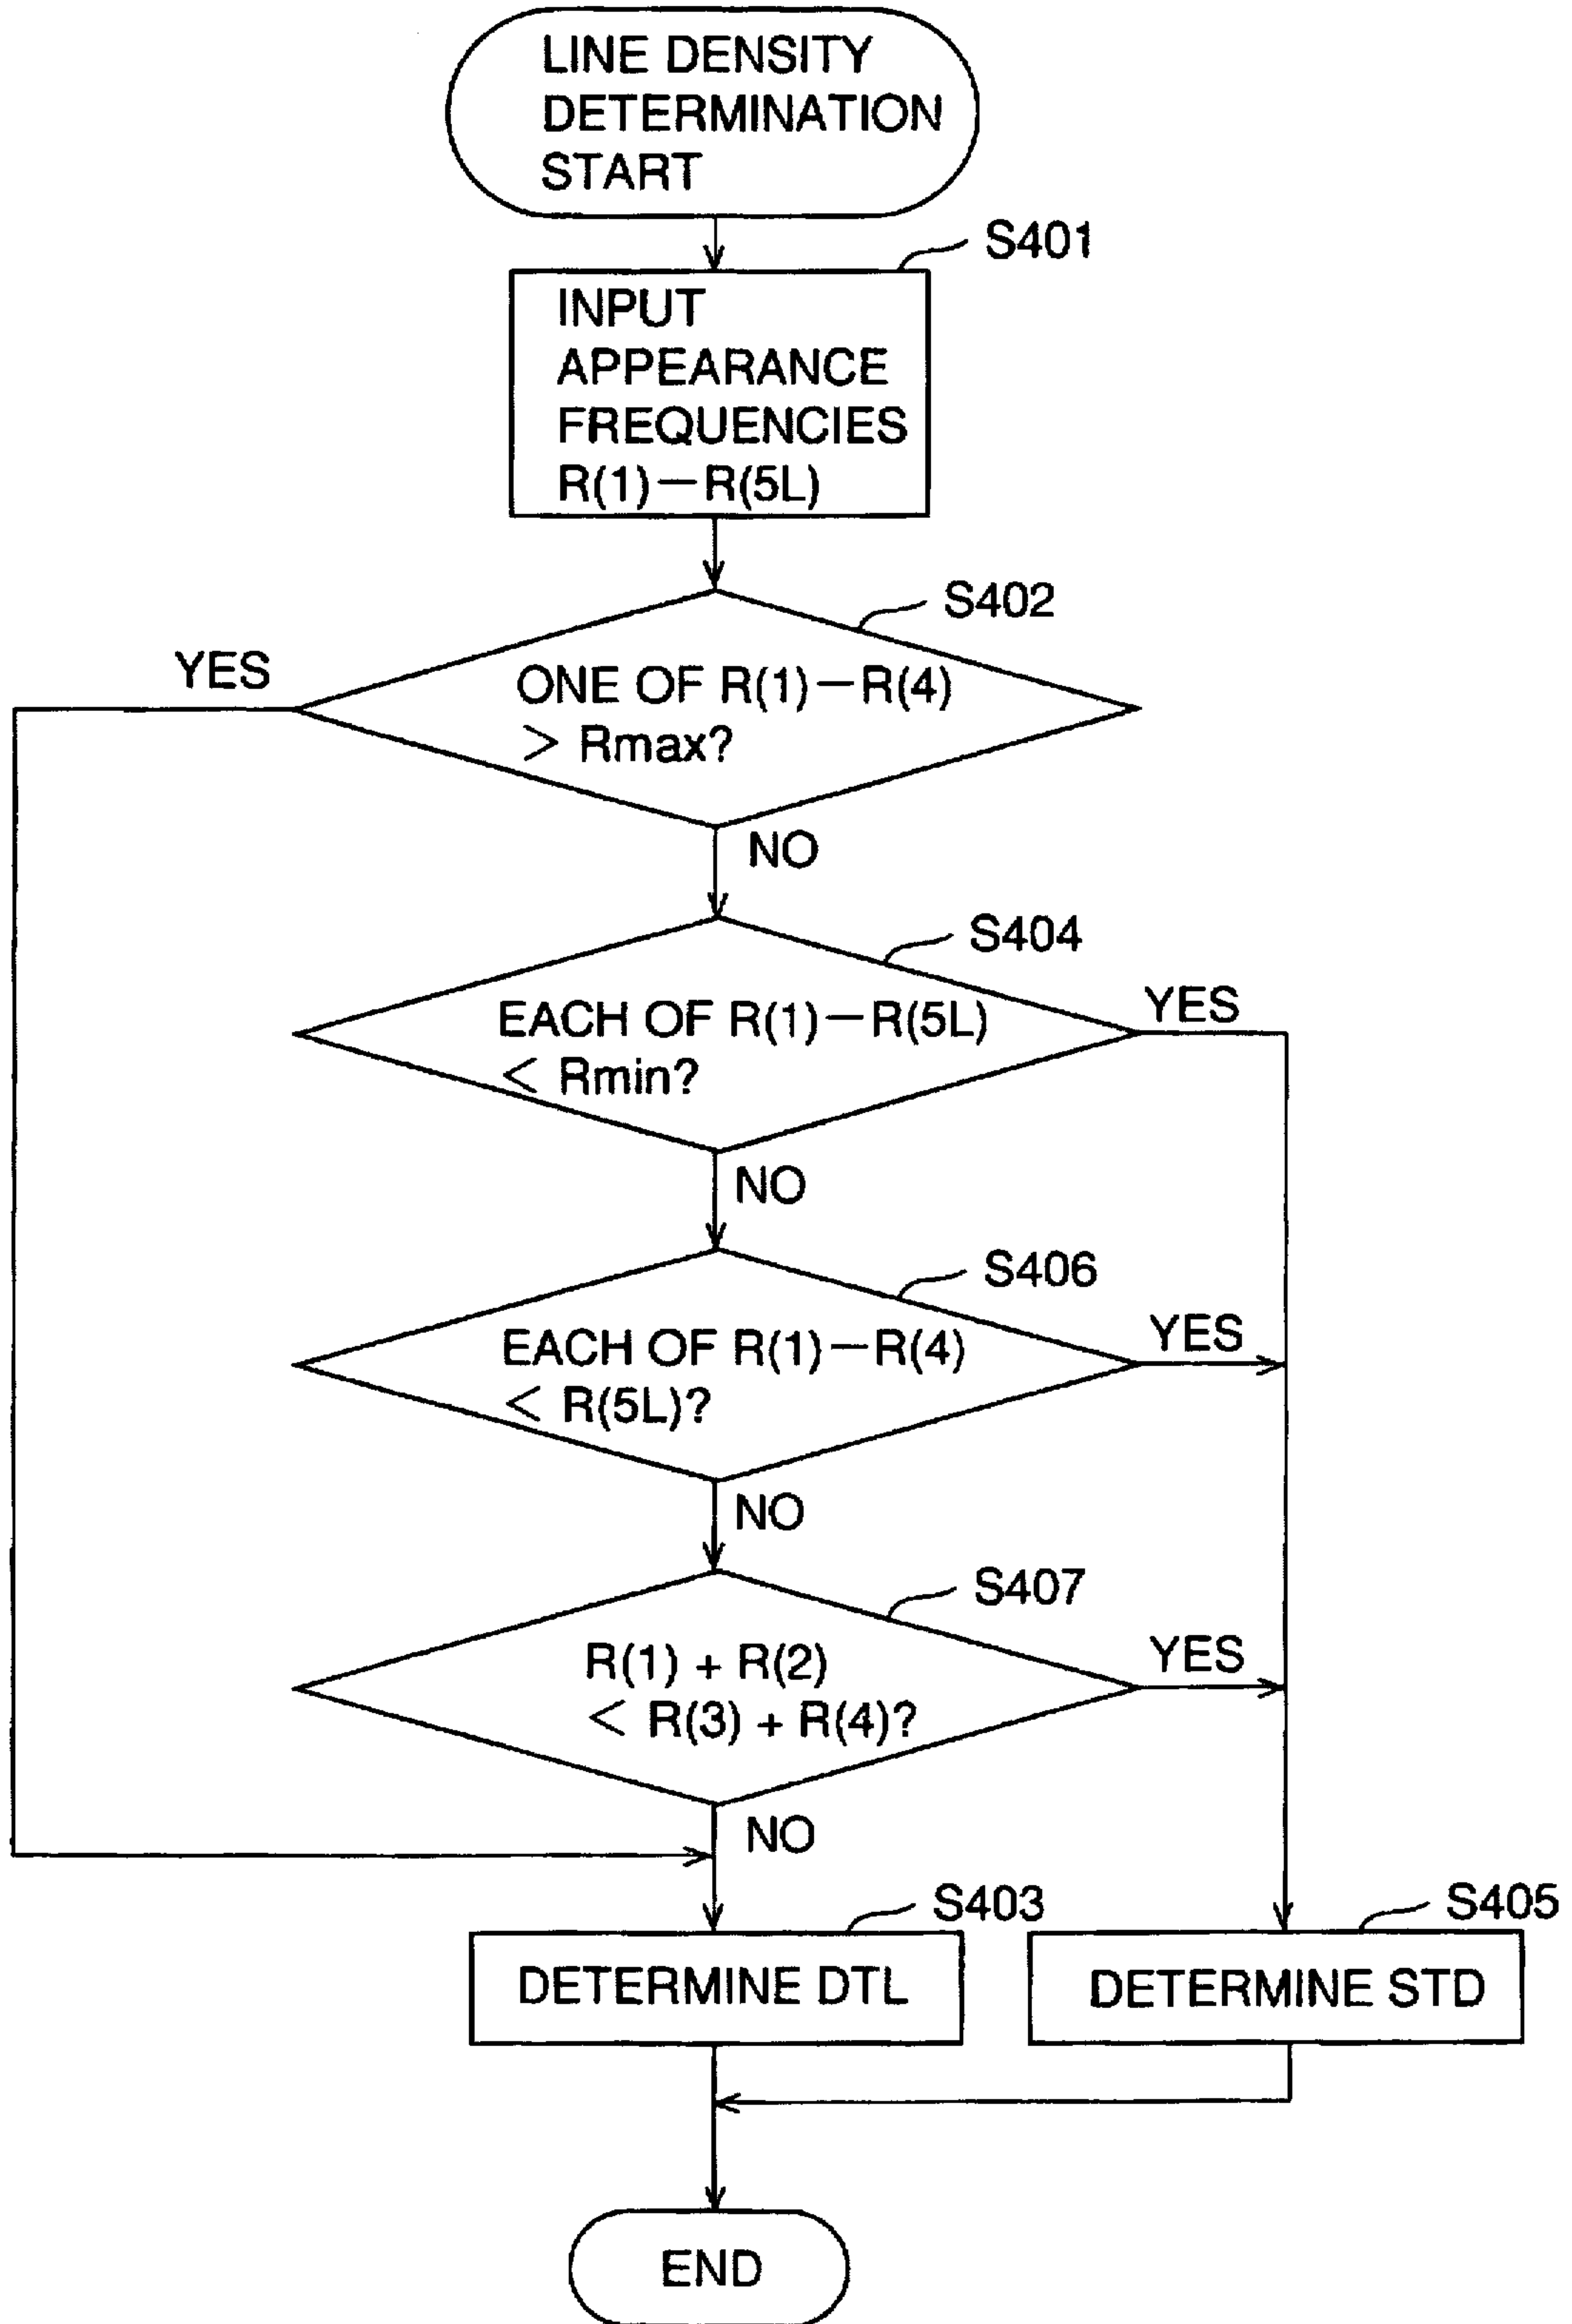 LINE DENSITY
DETERMINATION
START
S401
INPUT
APPEARANCE
FREQUENCIES
R(1)—R(5L)
S402
YES
ONE OF R(1)—R(4)
> Rmax?
NO
S404
EACH OF R(1)—R(5L)
< Rmin?
YES
NO
S406
EACH OF R(1)—R(4)
< R(5L)?
YES
NO
S407
R(1) + R(2)
< R(3) + R(4)?
YES
NO
S403
S405
DETERMINE DTL
DETERMINE STD
END